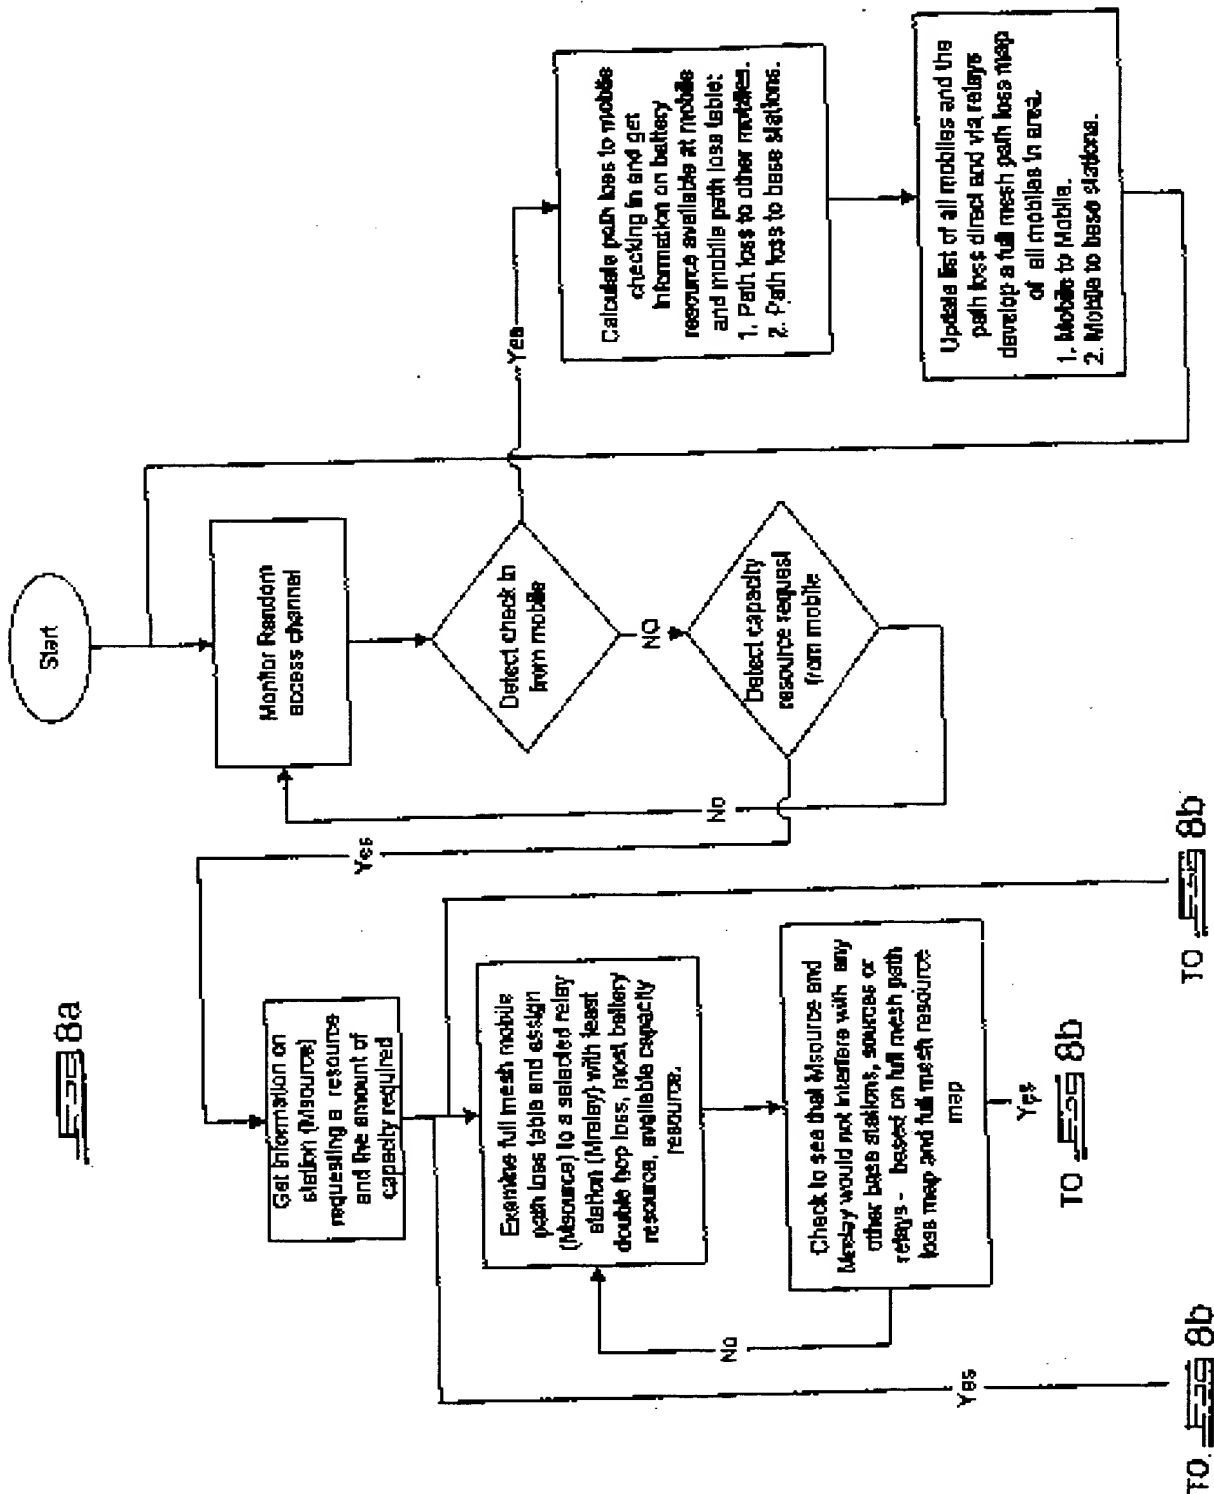 Fig 8a
Start
Monitor Random
access channel
Detect check in
from mobile
Yes
Calculate path loss to mobile
checking in and get
information on battery
resource available at mobile
and mobile path loss table:
1. Path loss to other mobiles.
2. Path loss to base stations.
Update list of all mobiles and the
path loss direct and via relays
develop a full mesh path loss map
of all mobiles in area.
1. Mobile to Mobile.
2. Mobile to base stations.
NO
Detect capacity
resource request
from mobile
No
Yes
Get information on
station (Msource)
requesting a resource
and the amount of
capacity required
Examine full mesh mobile
path loss table and assign
(Msource) to a selected relay
station (Mrelay) with least
double hop loss, most battery
resource, available capacity
resource.
Check to see that Msource and
Mrelay would not interfere with any
other base stations, sources or
relays - based on full mesh path
loss map and full mesh resource
map
No
Yes
Yes
TO Fig 8b
TO Fig 8b
TO. Fig 8b